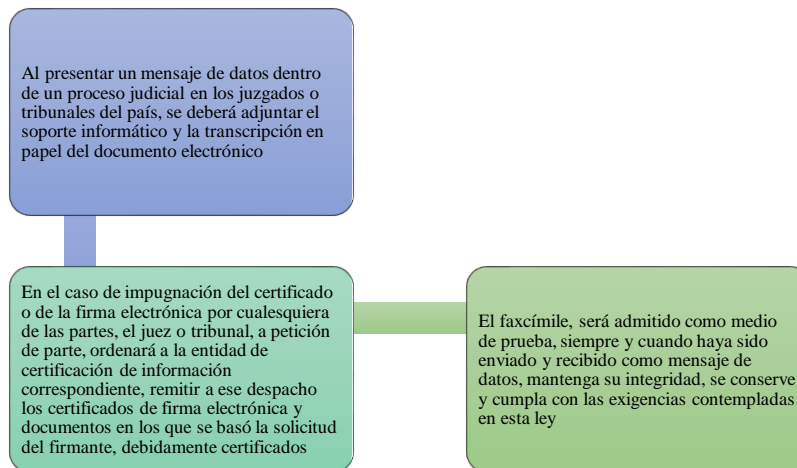 Al presentar un mensaje de datos dentro
de un proceso judicial en los juzgados o
tribunales del país, se deberá adjuntar el
soporte informático y la transcripción en
papel del documento electrónico
En el caso de impugnación del certificado
o de la firma electrónica por cualesquiera
de las partes, el juez o tribunal, a petición
de parte, ordenará a la entidad de
certificación de información
correspondiente, remitir a ese despacho
los certificados de firma electrónica y
documentos en los que se basó la solicitud
del firmante, debidamente certificados
El faxcímile, será admitido como medio
de prueba, siempre y cuando haya sido
enviado y recibido como mensaje de
datos, mantenga su integridad, se conserve
y cumpla con las exigencias contempladas
en esta ley